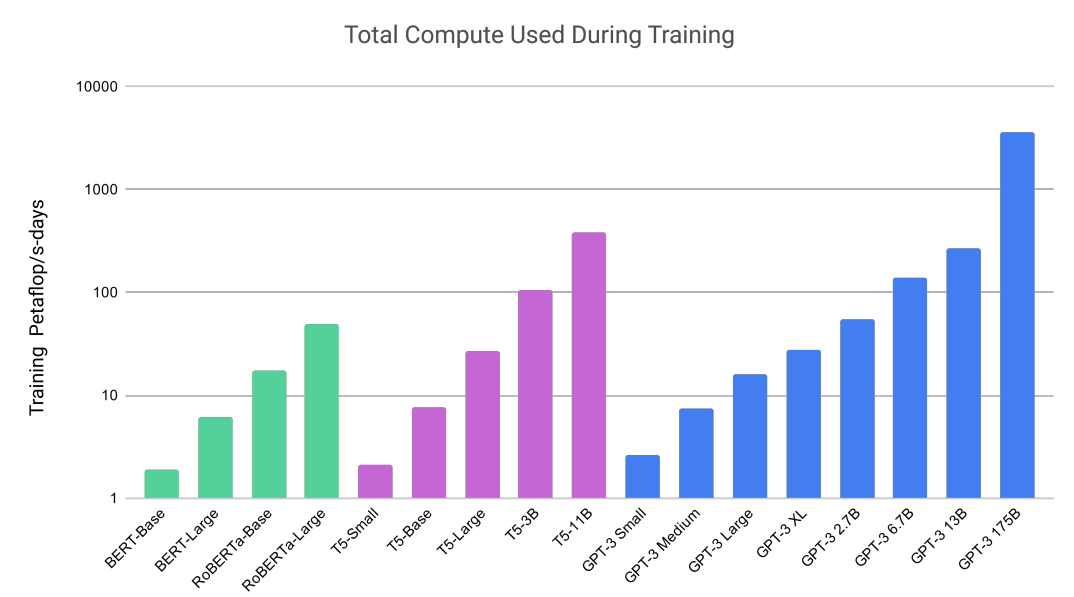 Total Compute Used During Training
Training Petaflop/s-days
10000
1000
100
10
1
BERT-Base
BERT-Large
RoBERTa-Base
RoBERTa-Large
T5-Small
T5-Base
T5-Large
T5-3B
T5-11B
GPT-3 Small
GPT-3 Medium
GPT-3 Large
GPT-3 XL
GPT-3 2.7B
GPT-3 6.7B
GPT-3 13B
GPT-3 175B